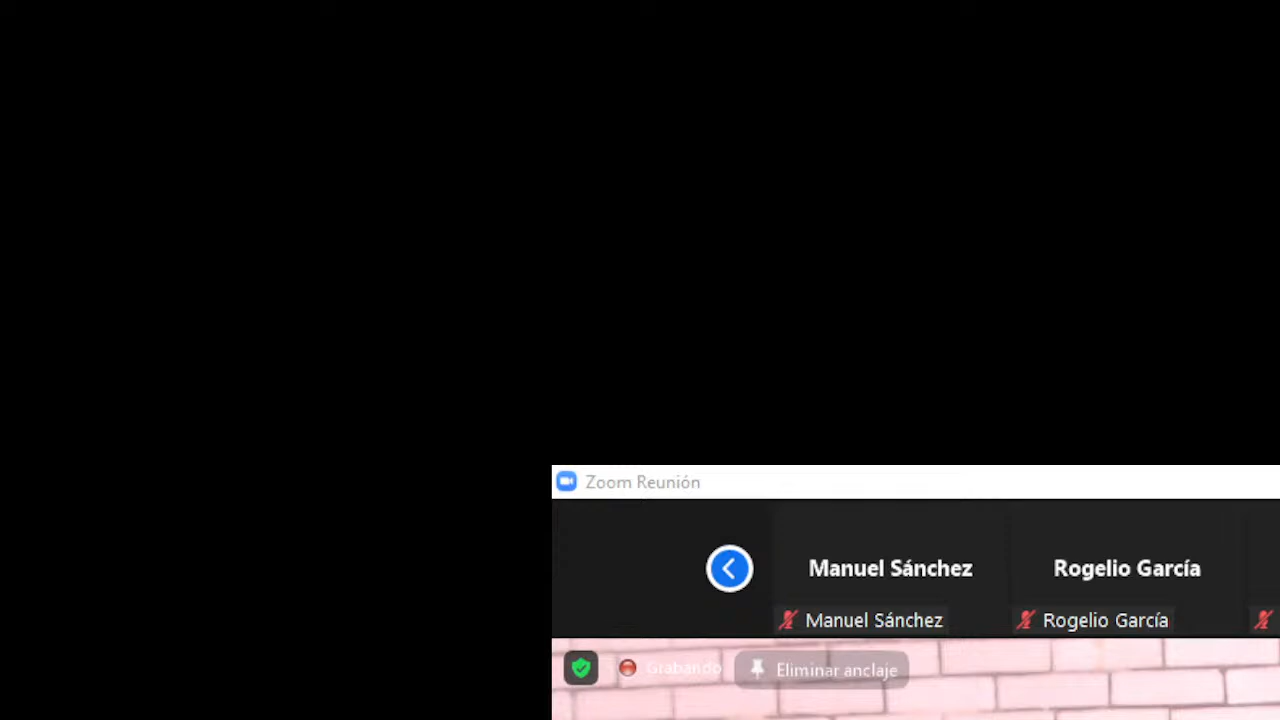 Zoom Reunión
Manuel Sánchez
Rogelio García
Manuel Sánchez
Rogelio García
Grabando
Eliminar anclaje